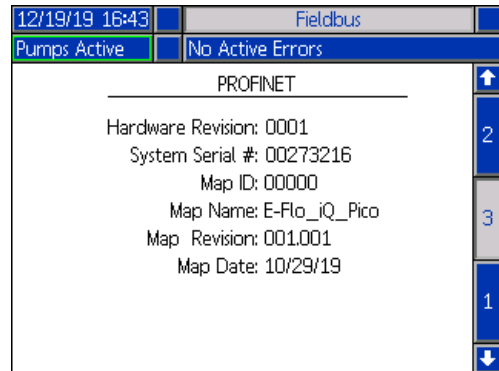 12/19/19 16:43 Fieldbus
Pumps Active No Active Errors
PROFINET
Hardware Revision: 0001
System Serial #: 00273216
Map ID: 00000
Map Name: E-Flo_iQ_Pico
Map Revision: 001.001
Map Date: 10/29/19
2
3
1